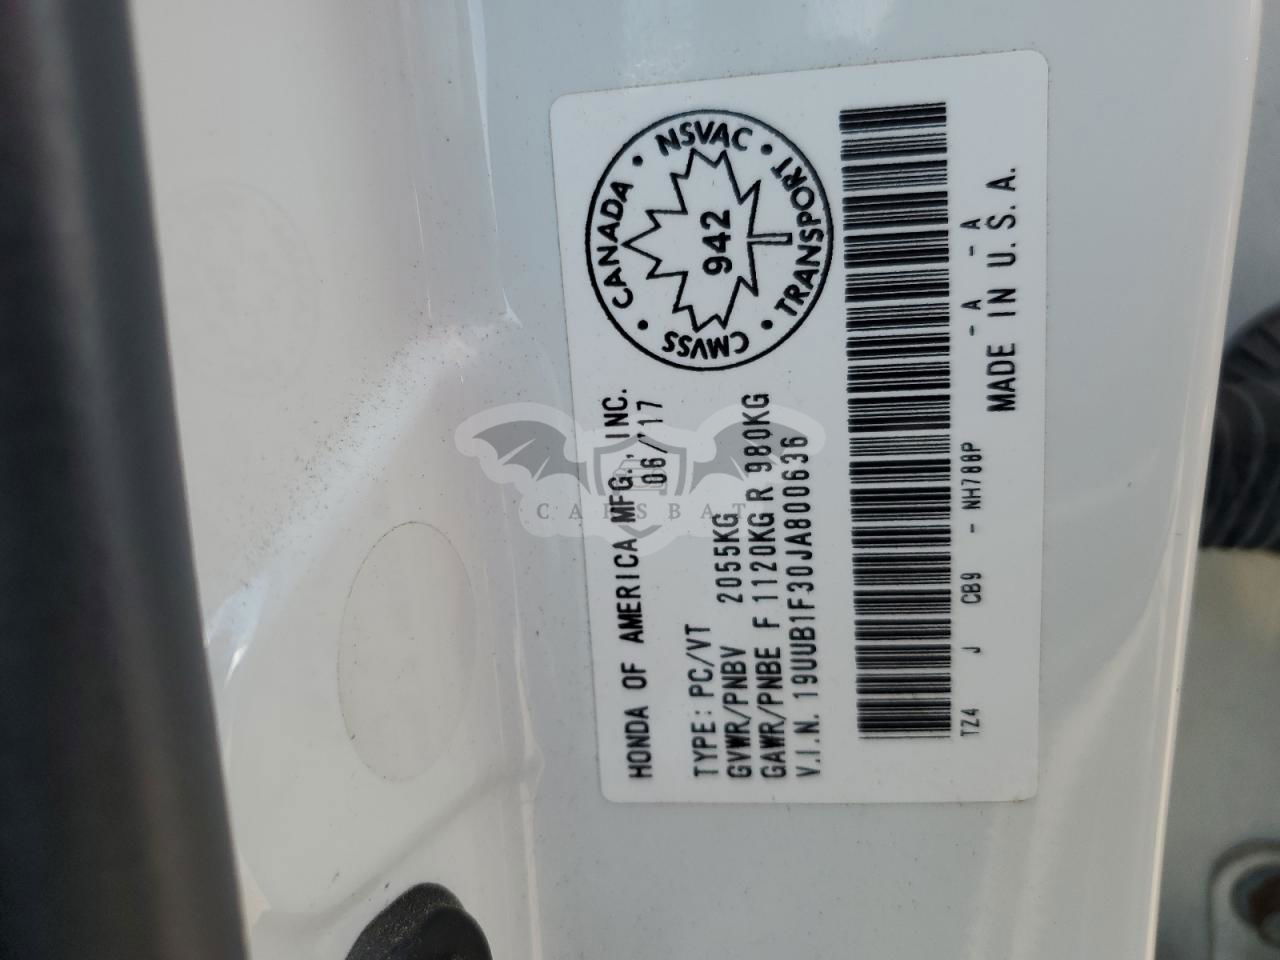 HONDA OF AMERICA MFG., INC.
06/'17
TYPE: PC/VT
GVWR/PNBV 2055KG
GAWR/PNBE F 1120KG R 980KG
V.I.N. 19UUB1F30JA800636
TZ4 J CB9 - NH788P -A -A
MADE IN U.S.A.
CANADA • NSVAC • TRANSPORT • CMVSS •
942
CARSBAT